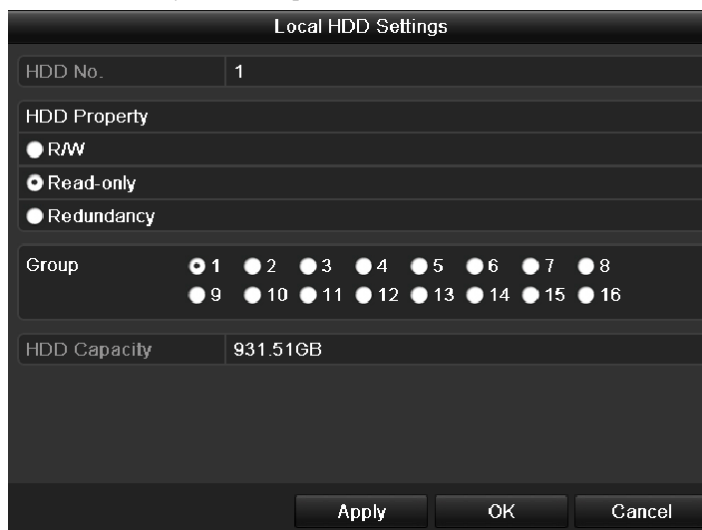 Local HDD Settings
HDD No. 1
HDD Property
R/W
Read-only
Redundancy
Group 1 2 3 4 5 6 7 8
9 10 11 12 13 14 15 16
HDD Capacity 931.51GB
Apply OK Cancel